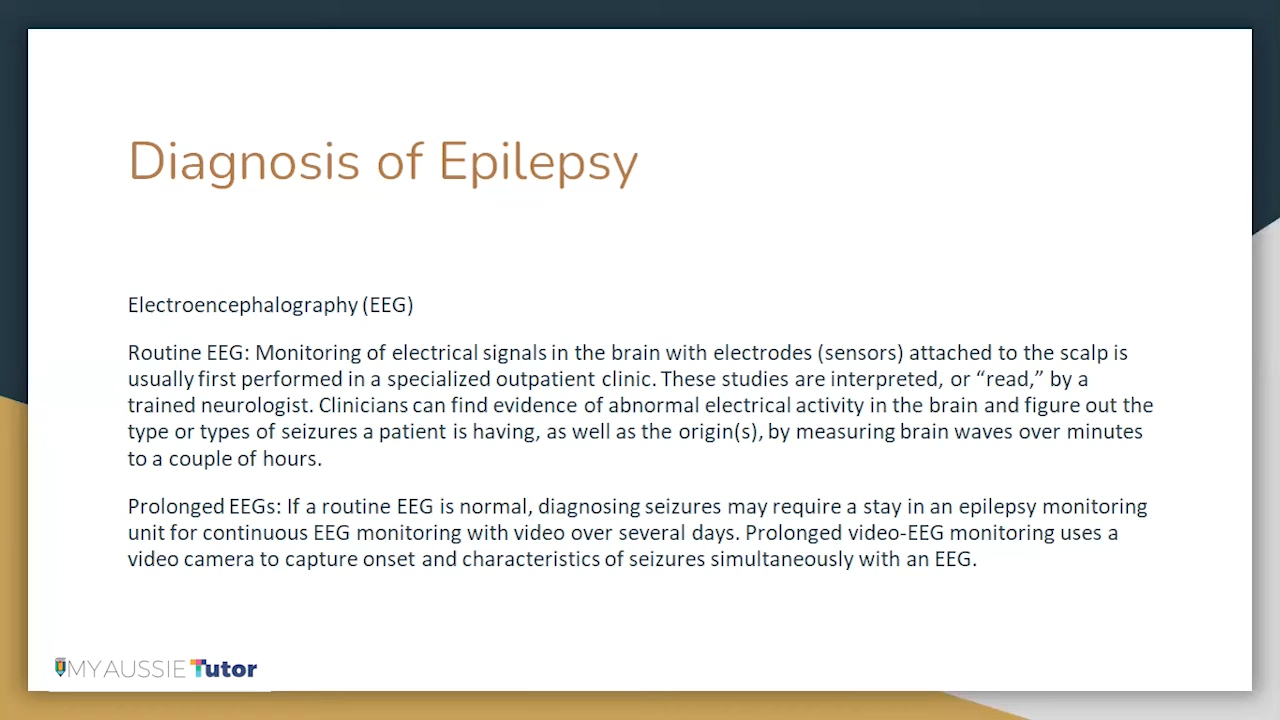 Diagnosis of Epilepsy
Electroencephalography (EEG)
Routine EEG: Monitoring of electrical signals in the brain with electrodes (sensors) attached to the scalp is
usually first performed in a specialized outpatient clinic. These studies are interpreted, or “read,” by a
trained neurologist. Clinicians can find evidence of abnormal electrical activity in the brain and figure out the
type or types of seizures a patient is having, as well as the origin(s), by measuring brain waves over minutes
to a couple of hours.
Prolonged EEGs: If a routine EEG is normal, diagnosing seizures may require a stay in an epilepsy monitoring
unit for continuous EEG monitoring with video over several days. Prolonged video-EEG monitoring uses a
video camera to capture onset and characteristics of seizures simultaneously with an EEG.
MY AUSSIE Tutor